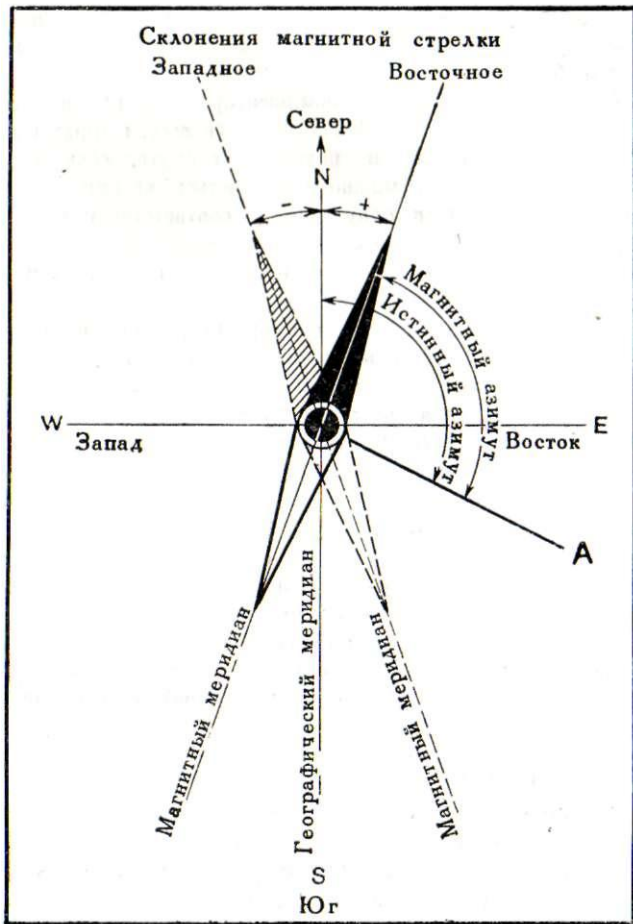 Склонения магнитной стрелки
Западное
Восточное
Север
N
-
+
Магнитный азимут
Истинный азимут
W
E
Запад
Восток
A
Магнитный меридиан
Географический меридиан
Магнитный меридиан
S
Юг